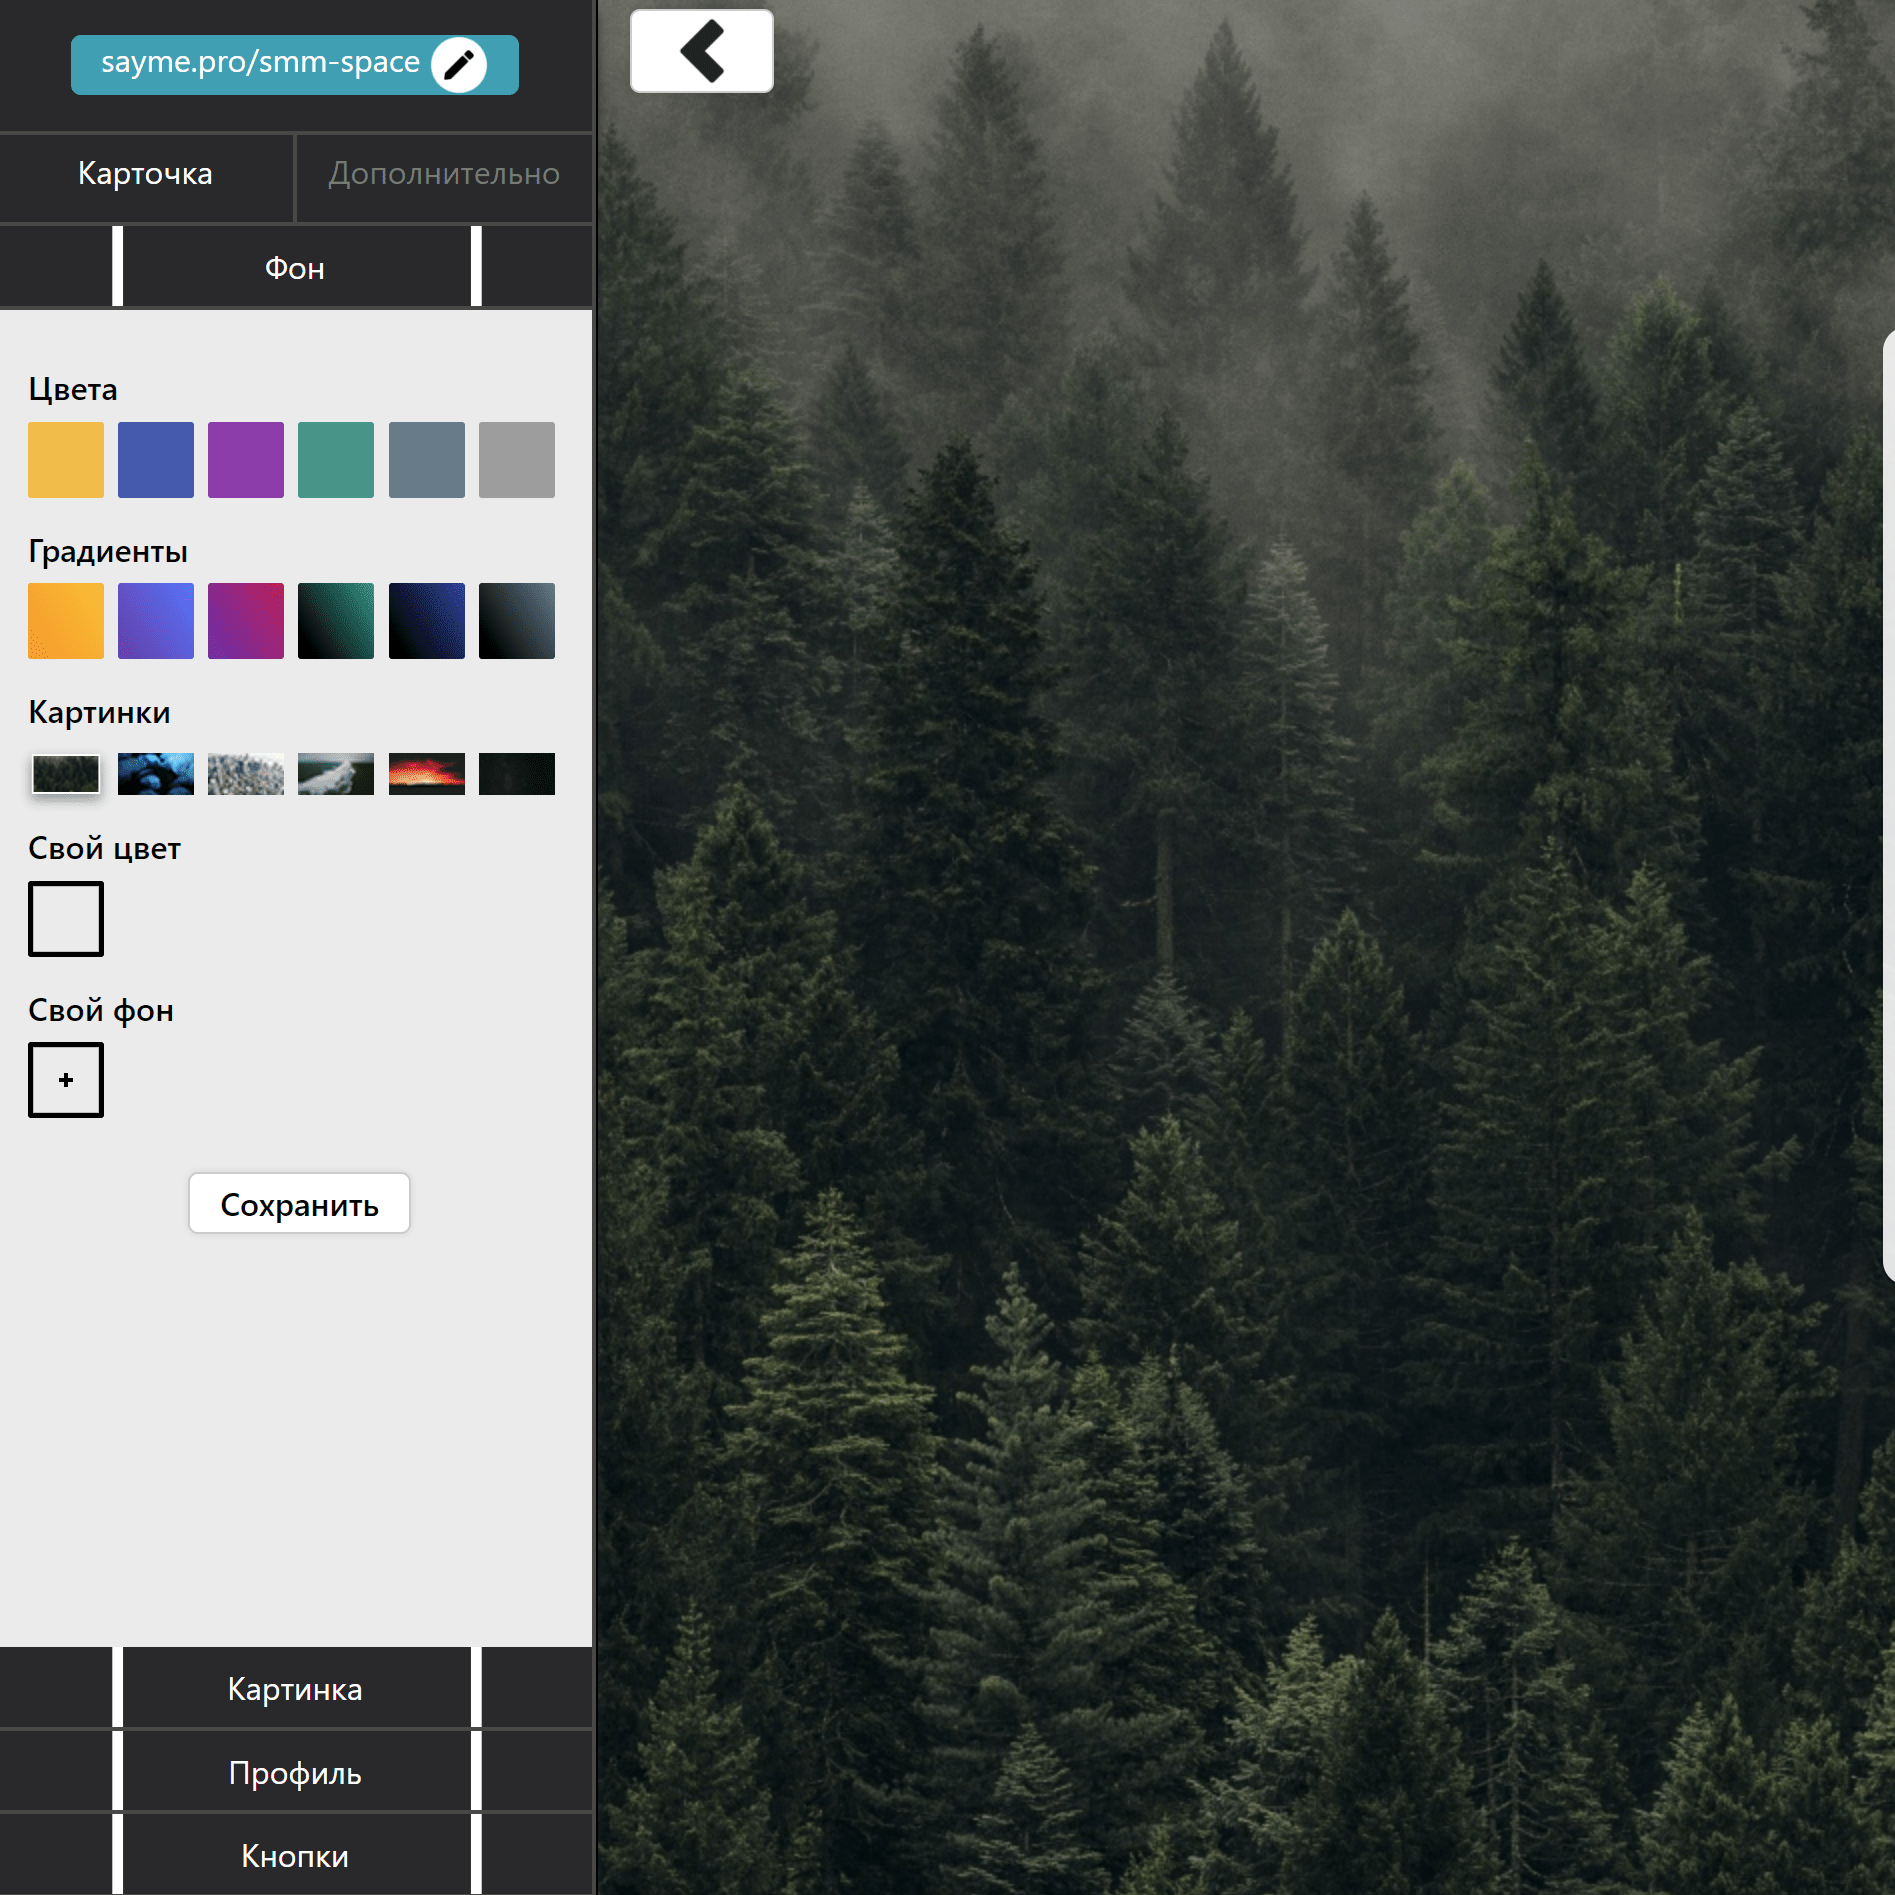 sayme.pro/smm-space
Карточка
Дополнительно
Фон
Цвета
Градиенты
Картинки
Свой цвет
Свой фон
+
Сохранить
Картинка
Профиль
Кнопки